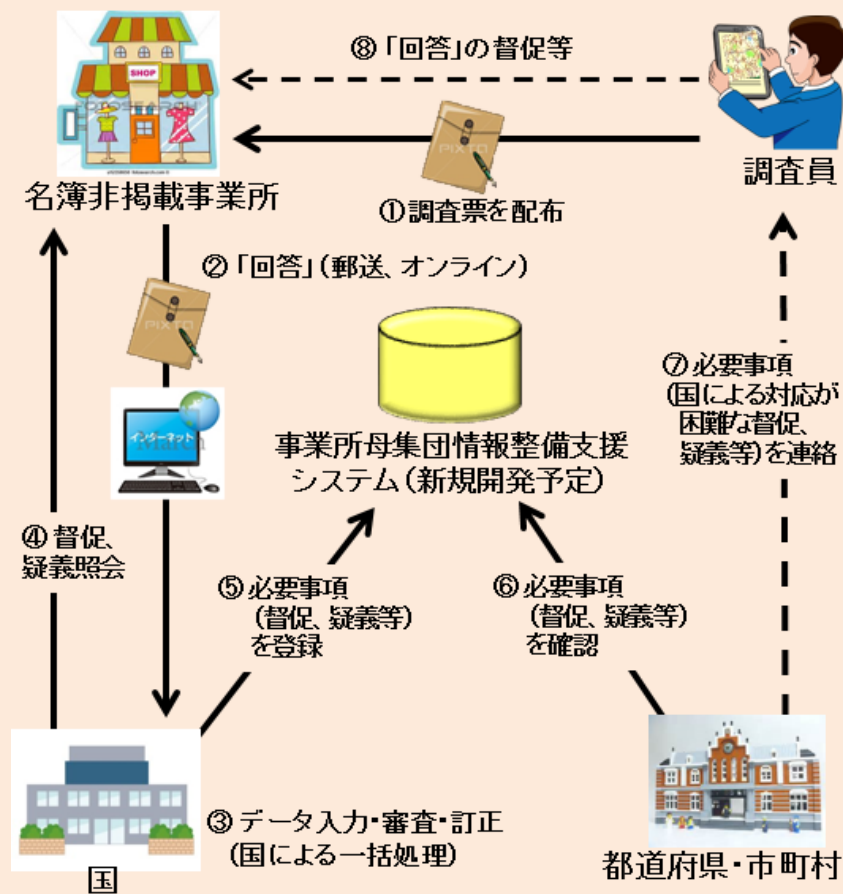 SHOP
⑧「回答」の督促等
名簿非掲載事業所
調査員
PIXTA
①調査票を配布
②「回答」（郵送、オンライン）
PIXTA
インターネット
事業所母集団情報整備支援
システム（新規開発予定）
⑦必要事項
（国による対応が
困難な督促、
疑義等）を連絡
④督促、
疑義照会
⑤必要事項
（督促、疑義等）
を登録
⑥必要事項
（督促、疑義等）
を確認
③データ入力・審査・訂正
（国による一括処理）
国
都道府県・市町村